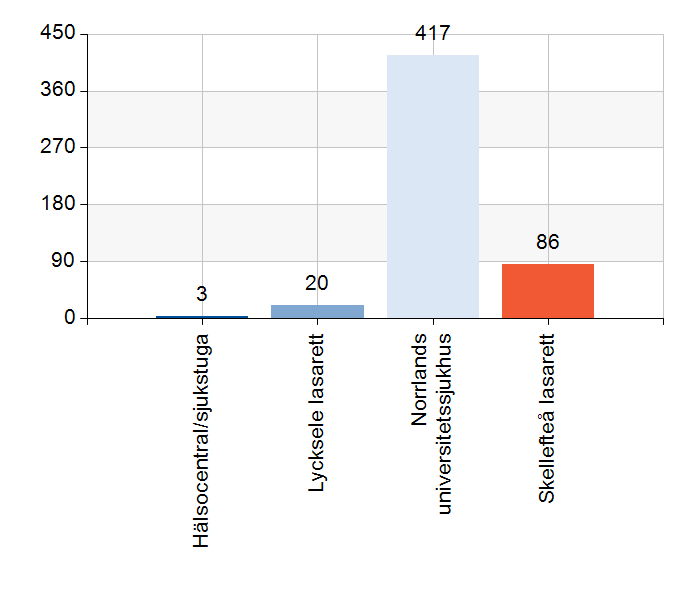 450
360
270
180
90
0
3
20
417
86
Hälsocentral/sjukstuga
Lycksele lasarett
Norrlands
universitetssjukhus
Skellefteå lasarett